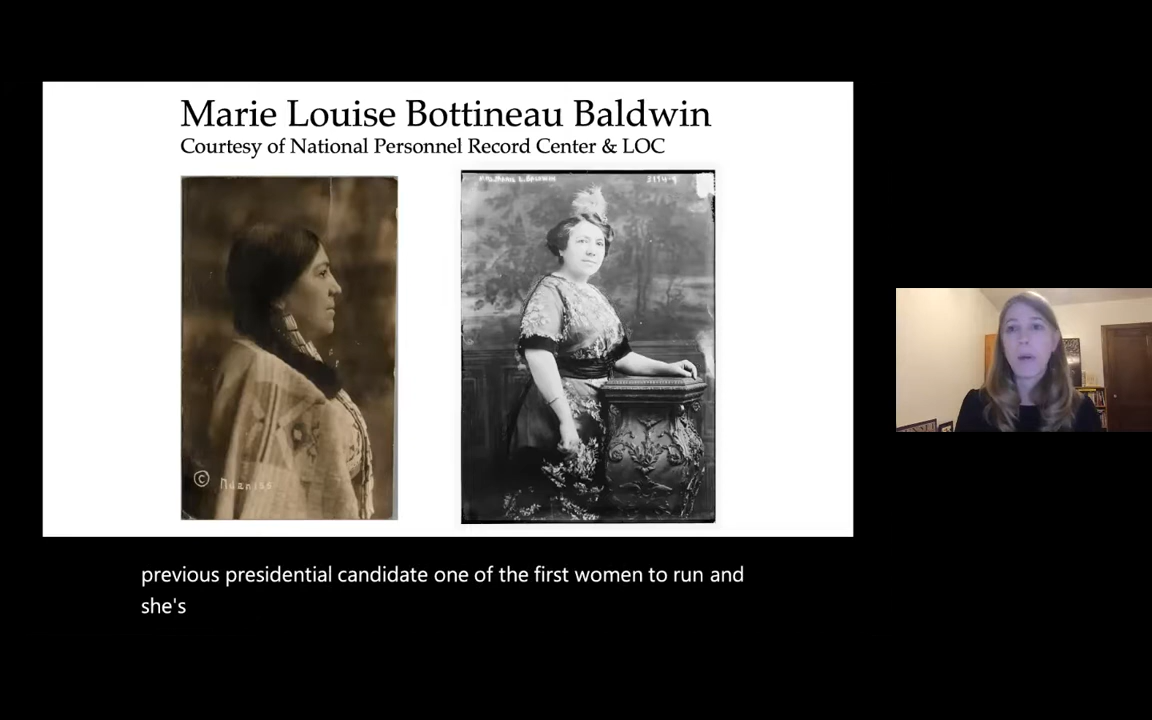 Marie Louise Bottineau Baldwin
Courtesy of National Personnel Record Center & LOC
©
previous presidential candidate one of the first women to run and
she's